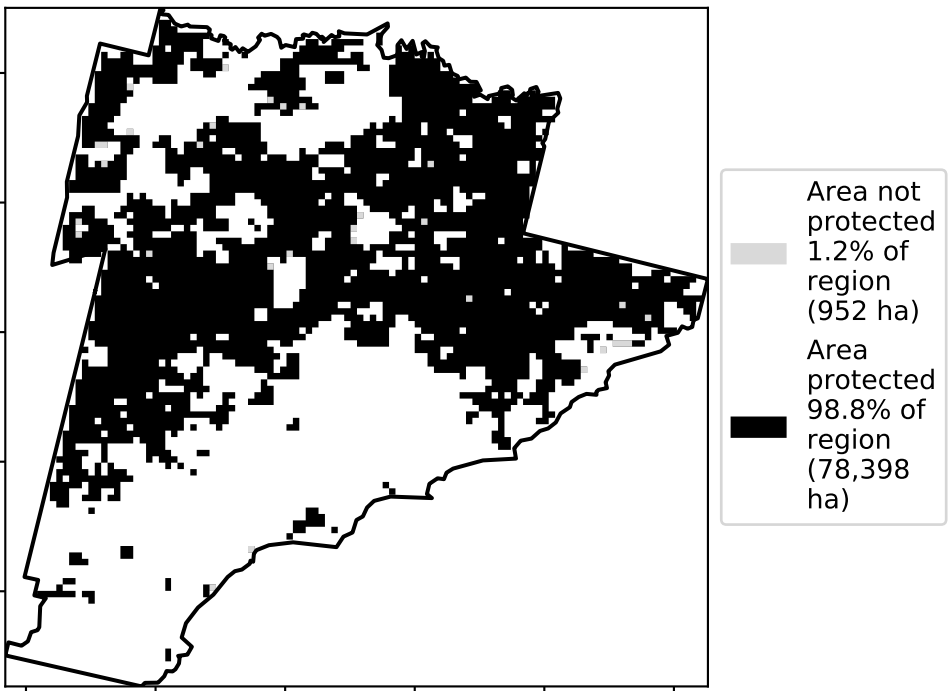 Area not
protected
1.2% of
region
(952 ha)
Area
protected
98.8% of
region
(78,398
ha)